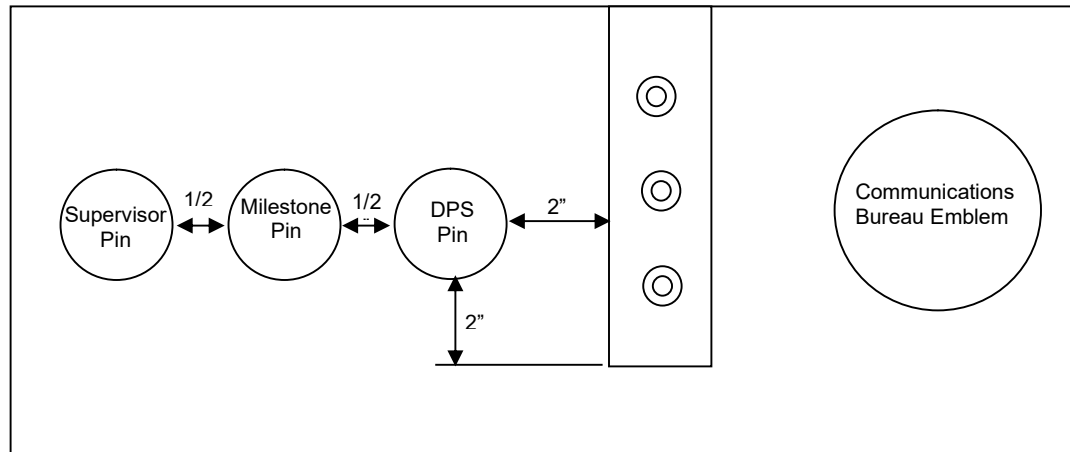 Supervisor
Pin
1/2
Milestone
Pin
1/2
DPS
Pin
2”
2”
Communications
Bureau Emblem